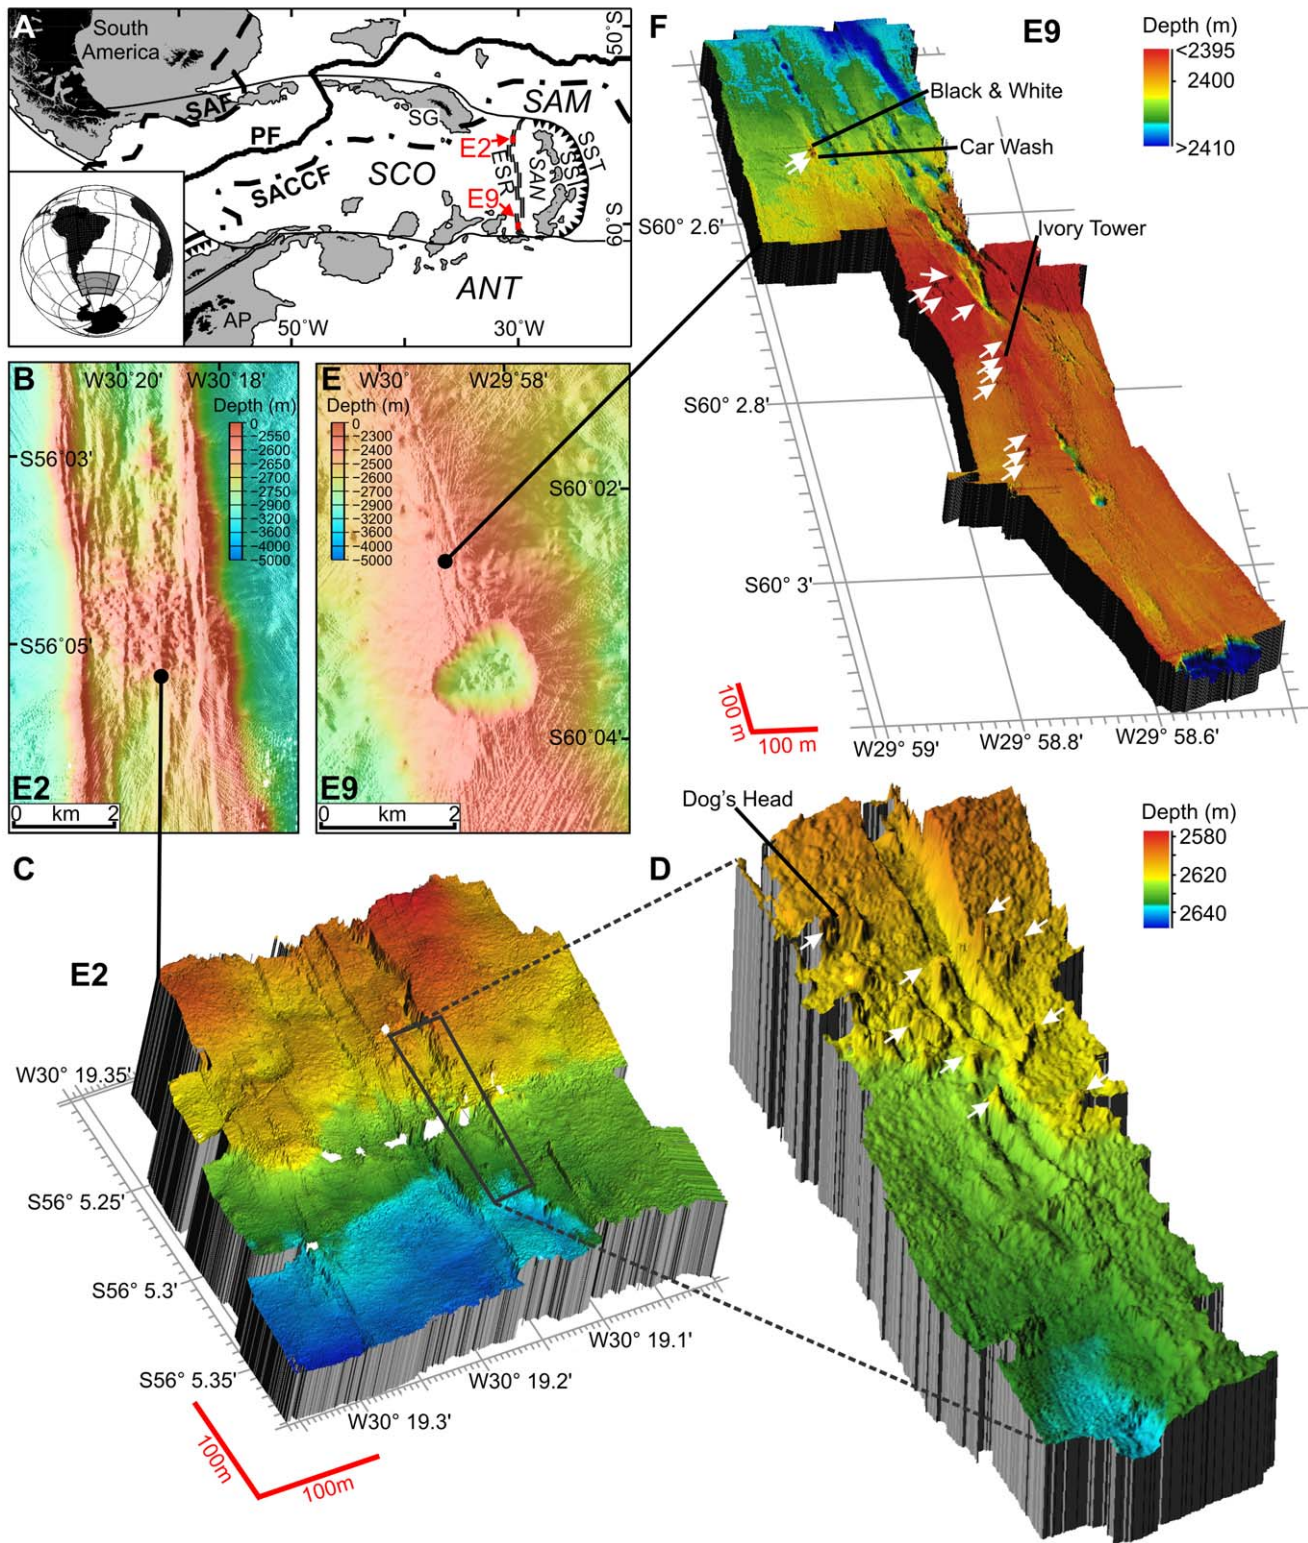 A
South
America
SAF
PF
SACCF
SCO
SG
SAM
E2
ESR
SAN
SSI
SST
E9
ANT
AP
50°W
30°W
50°S
60°S
B
W30°20'
W30°18'
Depth (m)
0
−2550
−2600
−2650
−2700
−2900
−3200
−3600
−4000
−5000
S56°03'
S56°05'
E2
0 km 2
E
W30°
W29°58'
Depth (m)
0
−2300
−2400
−2500
−2600
−2700
−2900
−3200
−4000
−5000
S60°02'
S60°04'
E9
0 km 2
F
E9
Depth (m)
<2395
2400
>2410
Black & White
Car Wash
Ivory Tower
S60° 2.6'
S60° 2.8'
S60° 3'
100 m
100 m
W29° 59'
W29° 58.8'
W29° 58.6'
C
E2
W30° 19.35'
S56° 5.25'
S56° 5.3'
S56° 5.35'
W30° 19.3'
W30° 19.2'
W30° 19.1'
100m
100m
Dog's Head
D
Depth (m)
2580
2620
2640